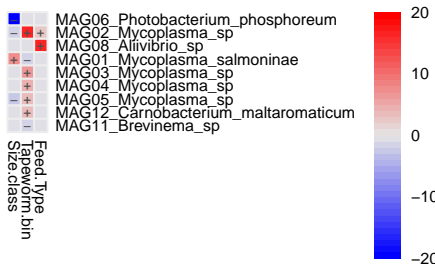 − MAG06_Photobacterium_phosphoreum
− + + MAG02_Mycoplasma_sp
+ MAG08_Aliivibrio_sp
+ − MAG01_Mycoplasma_salmoninae
+ MAG03_Mycoplasma_sp
+ MAG04_Mycoplasma_sp
− + MAG05_Mycoplasma_sp
+ MAG12_Carnobacterium_maltaromaticum
− MAG11_Brevinema_sp
Size.class
Tapeworm.bin
Feed.Type
20
10
0
−10
−20